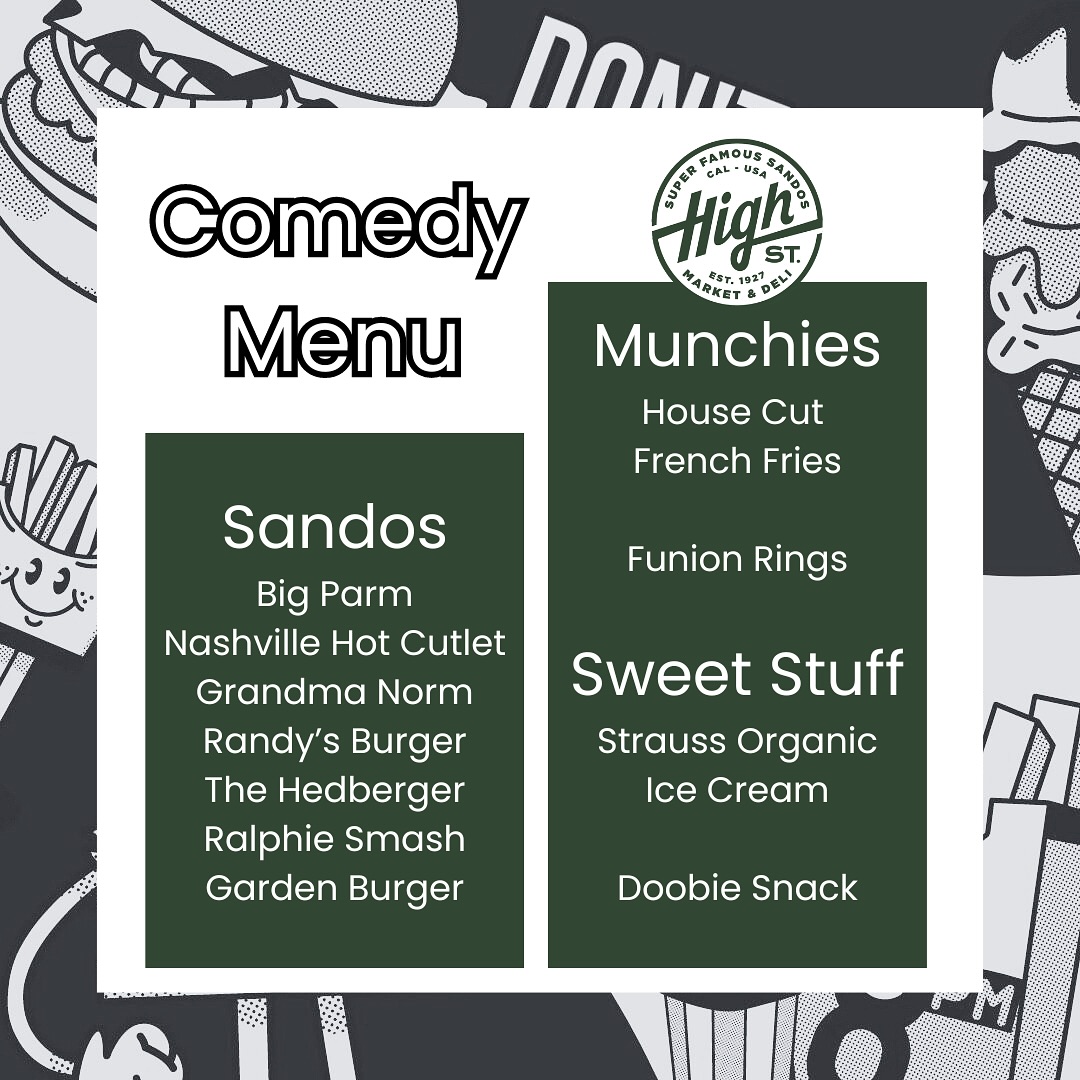 DONUT
Comedy
Menu
SUPER FAMOUS SANDOS
CAL - USA
High
ST.
EST. 1927
MARKET & DELI
Sandos
Big Parm
Nashville Hot Cutlet
Grandma Norm
Randy’s Burger
The Hedberger
Ralphie Smash
Garden Burger
Munchies
House Cut
French Fries
Funion Rings
Sweet Stuff
Strauss Organic
Ice Cream
Doobie Snack
PM